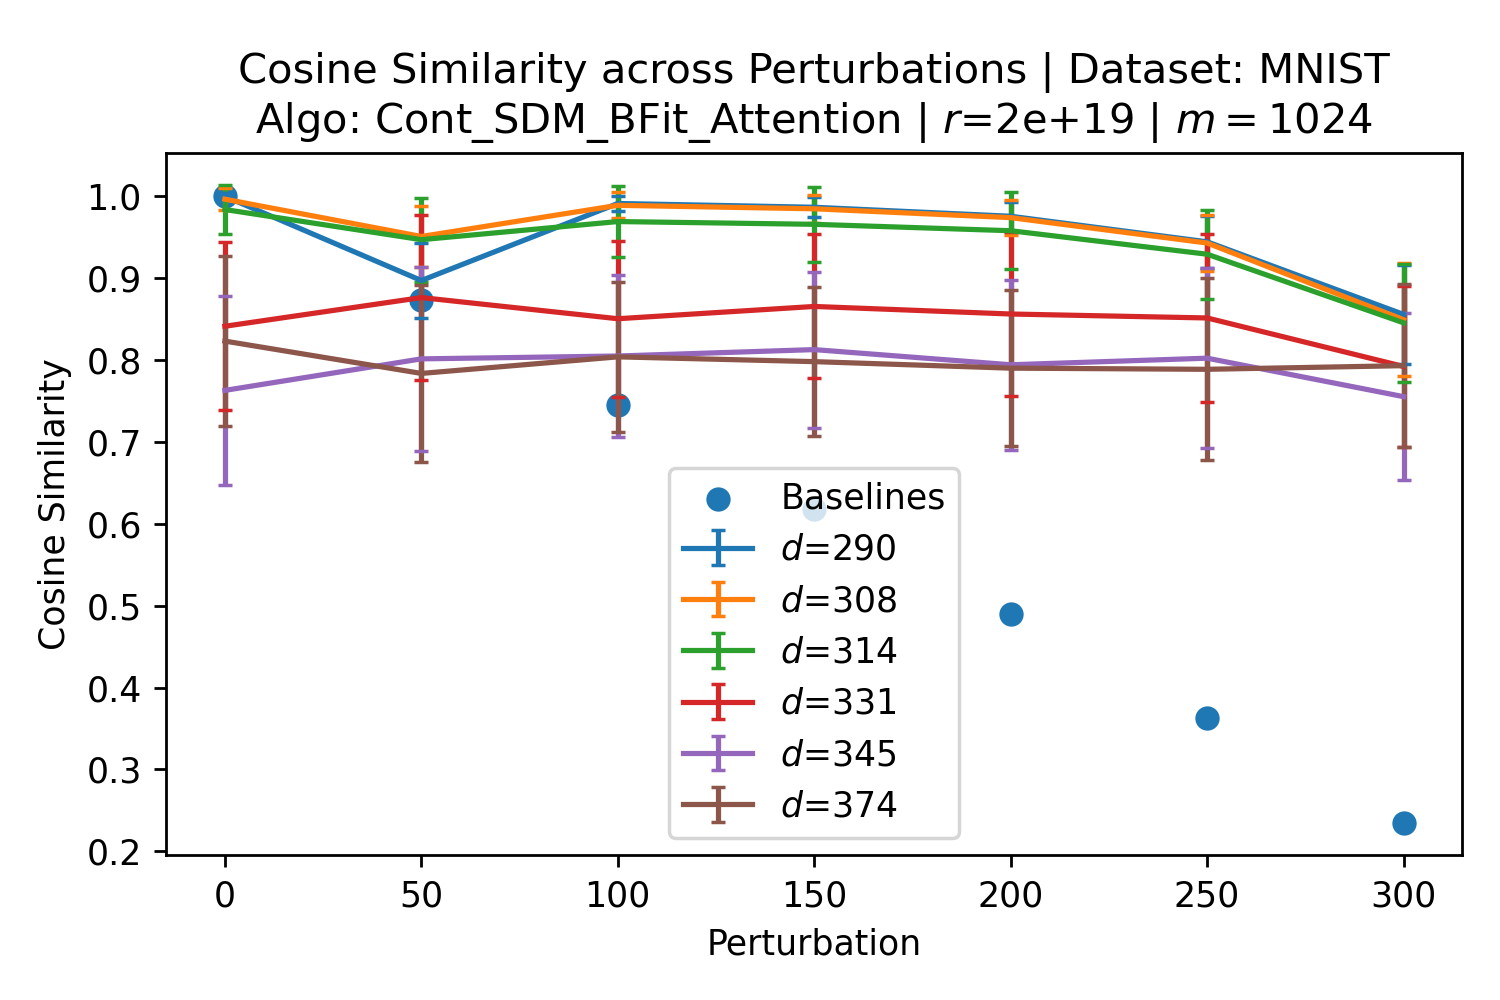 Cosine Similarity across Perturbations | Dataset: MNIST
Algo: Cont_SDM_BFit_Attention | r=2e+19 | m = 1024
Cosine Similarity
1.0
0.9
0.8
0.7
0.6
0.5
0.4
0.3
0.2
Baselines
d=290
d=308
d=314
d=331
d=345
d=374
0 50 100 150 200 250 300
Perturbation